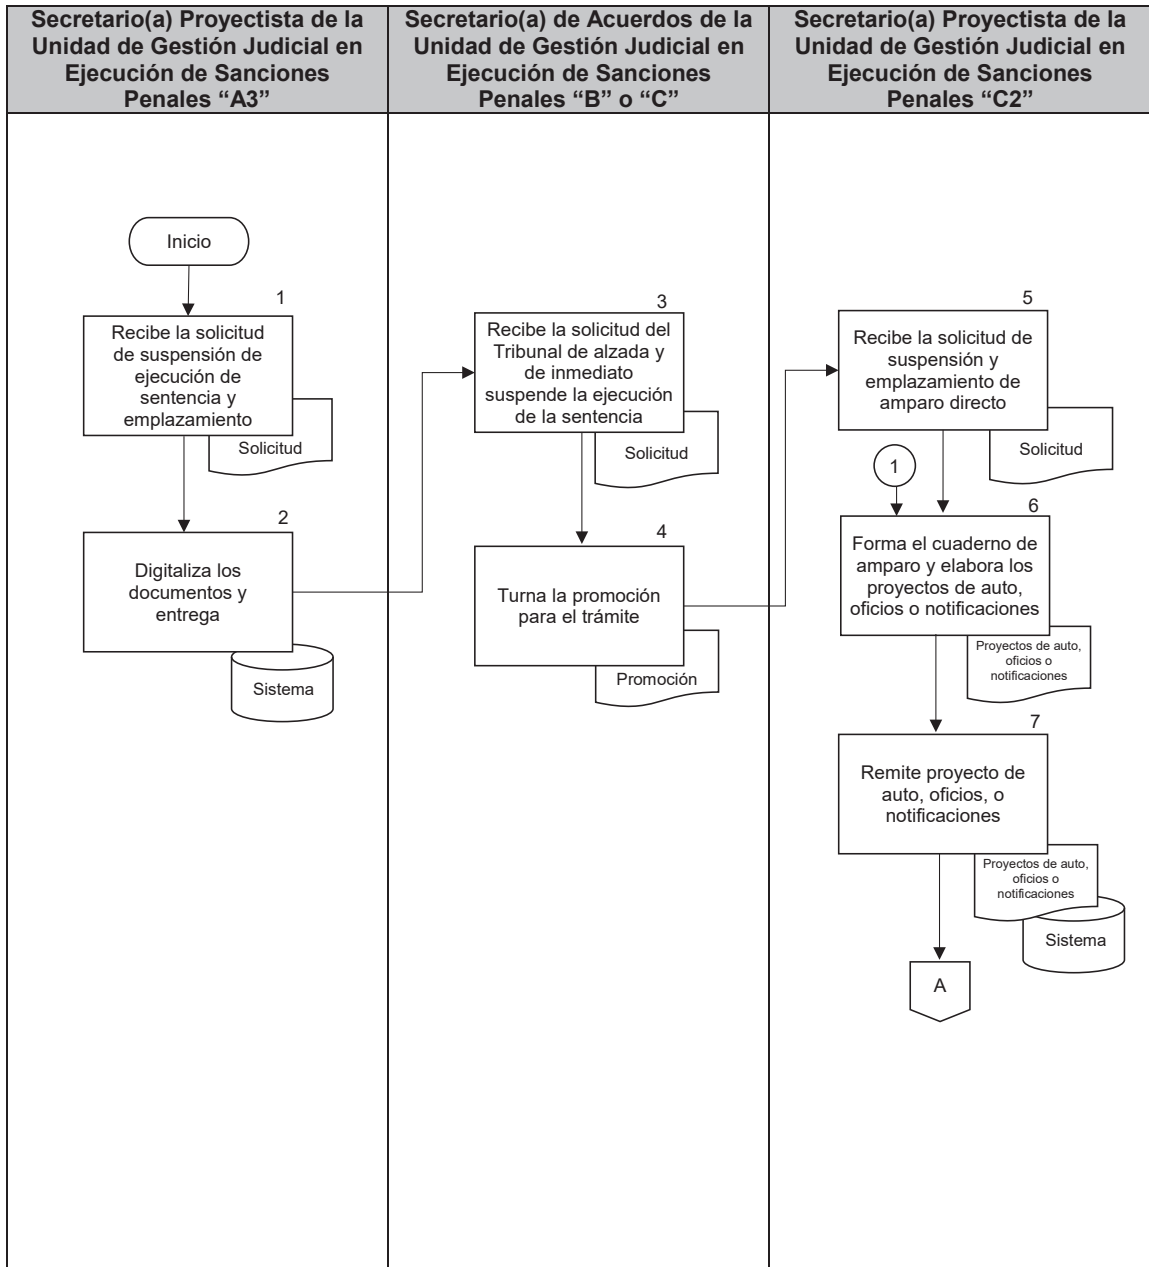 Secretario(a) Proyectista de la
Unidad de Gestión Judicial en
Ejecución de Sanciones
Penales “A3”
Secretario(a) de Acuerdos de la
Unidad de Gestión Judicial en
Ejecución de Sanciones
Penales “B” o “C”
Secretario(a) Proyectista de la
Unidad de Gestión Judicial en
Ejecución de Sanciones
Penales “C2”
Inicio
1
Recibe la solicitud
de suspensión de
ejecución de
sentencia y
emplazamiento
Solicitud
2
Digitaliza los
documentos y
entrega
Sistema
3
Recibe la solicitud del
Tribunal de alzada y
de inmediato
suspende la ejecución
de la sentencia
Solicitud
4
Turna la promoción
para el trámite
Promoción
5
Recibe la solicitud de
suspensión y
emplazamiento de
amparo directo
Solicitud
1
6
Forma el cuaderno de
amparo y elabora los
proyectos de auto,
oficios o notificaciones
Proyectos de auto,
oficios o
notificaciones
7
Remite proyecto de
auto, oficios, o
notificaciones
Proyectos de auto,
oficios o
notificaciones
Sistema
A